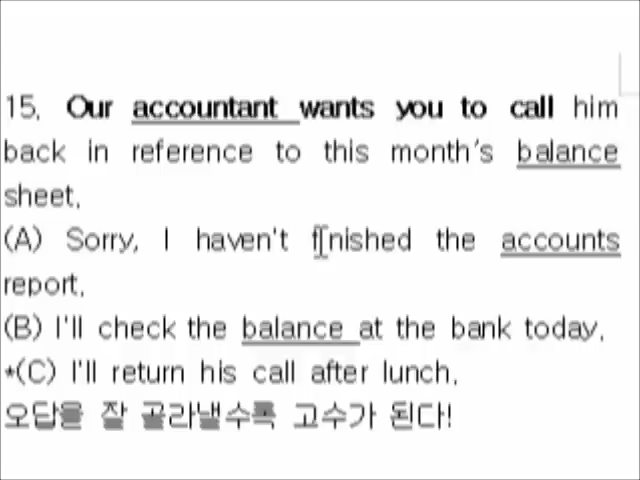 15. Our accountant wants you to call him
back in reference to this month's balance
sheet.
(A) Sorry, I haven't finished the accounts
report.
(B) I'll check the balance at the bank today.
*(C) I'll return his call after lunch.
오답을 잘 골라낼수록 고수가 된다!